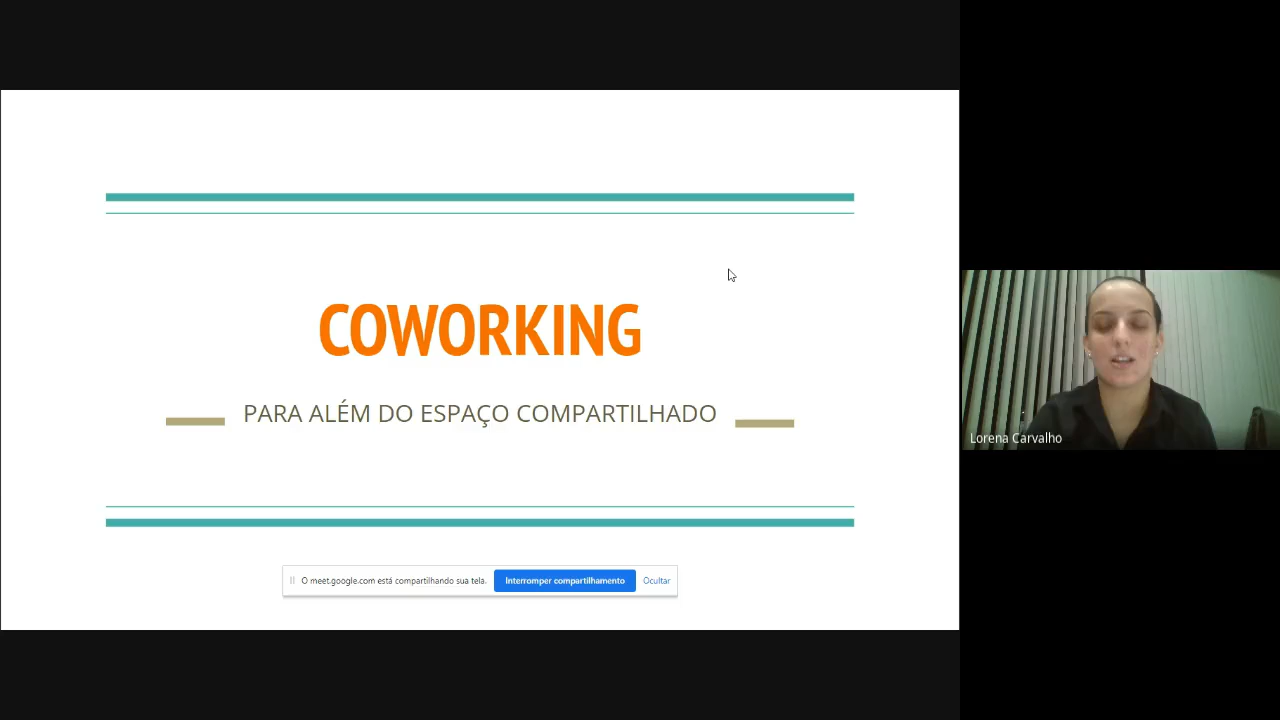 COWORKING
PARA ALÉM DO ESPAÇO COMPARTILHADO
O meet.google.com está compartilhando sua tela.
Interromper compartilhamento
Ocultar
Lorena Carvalho